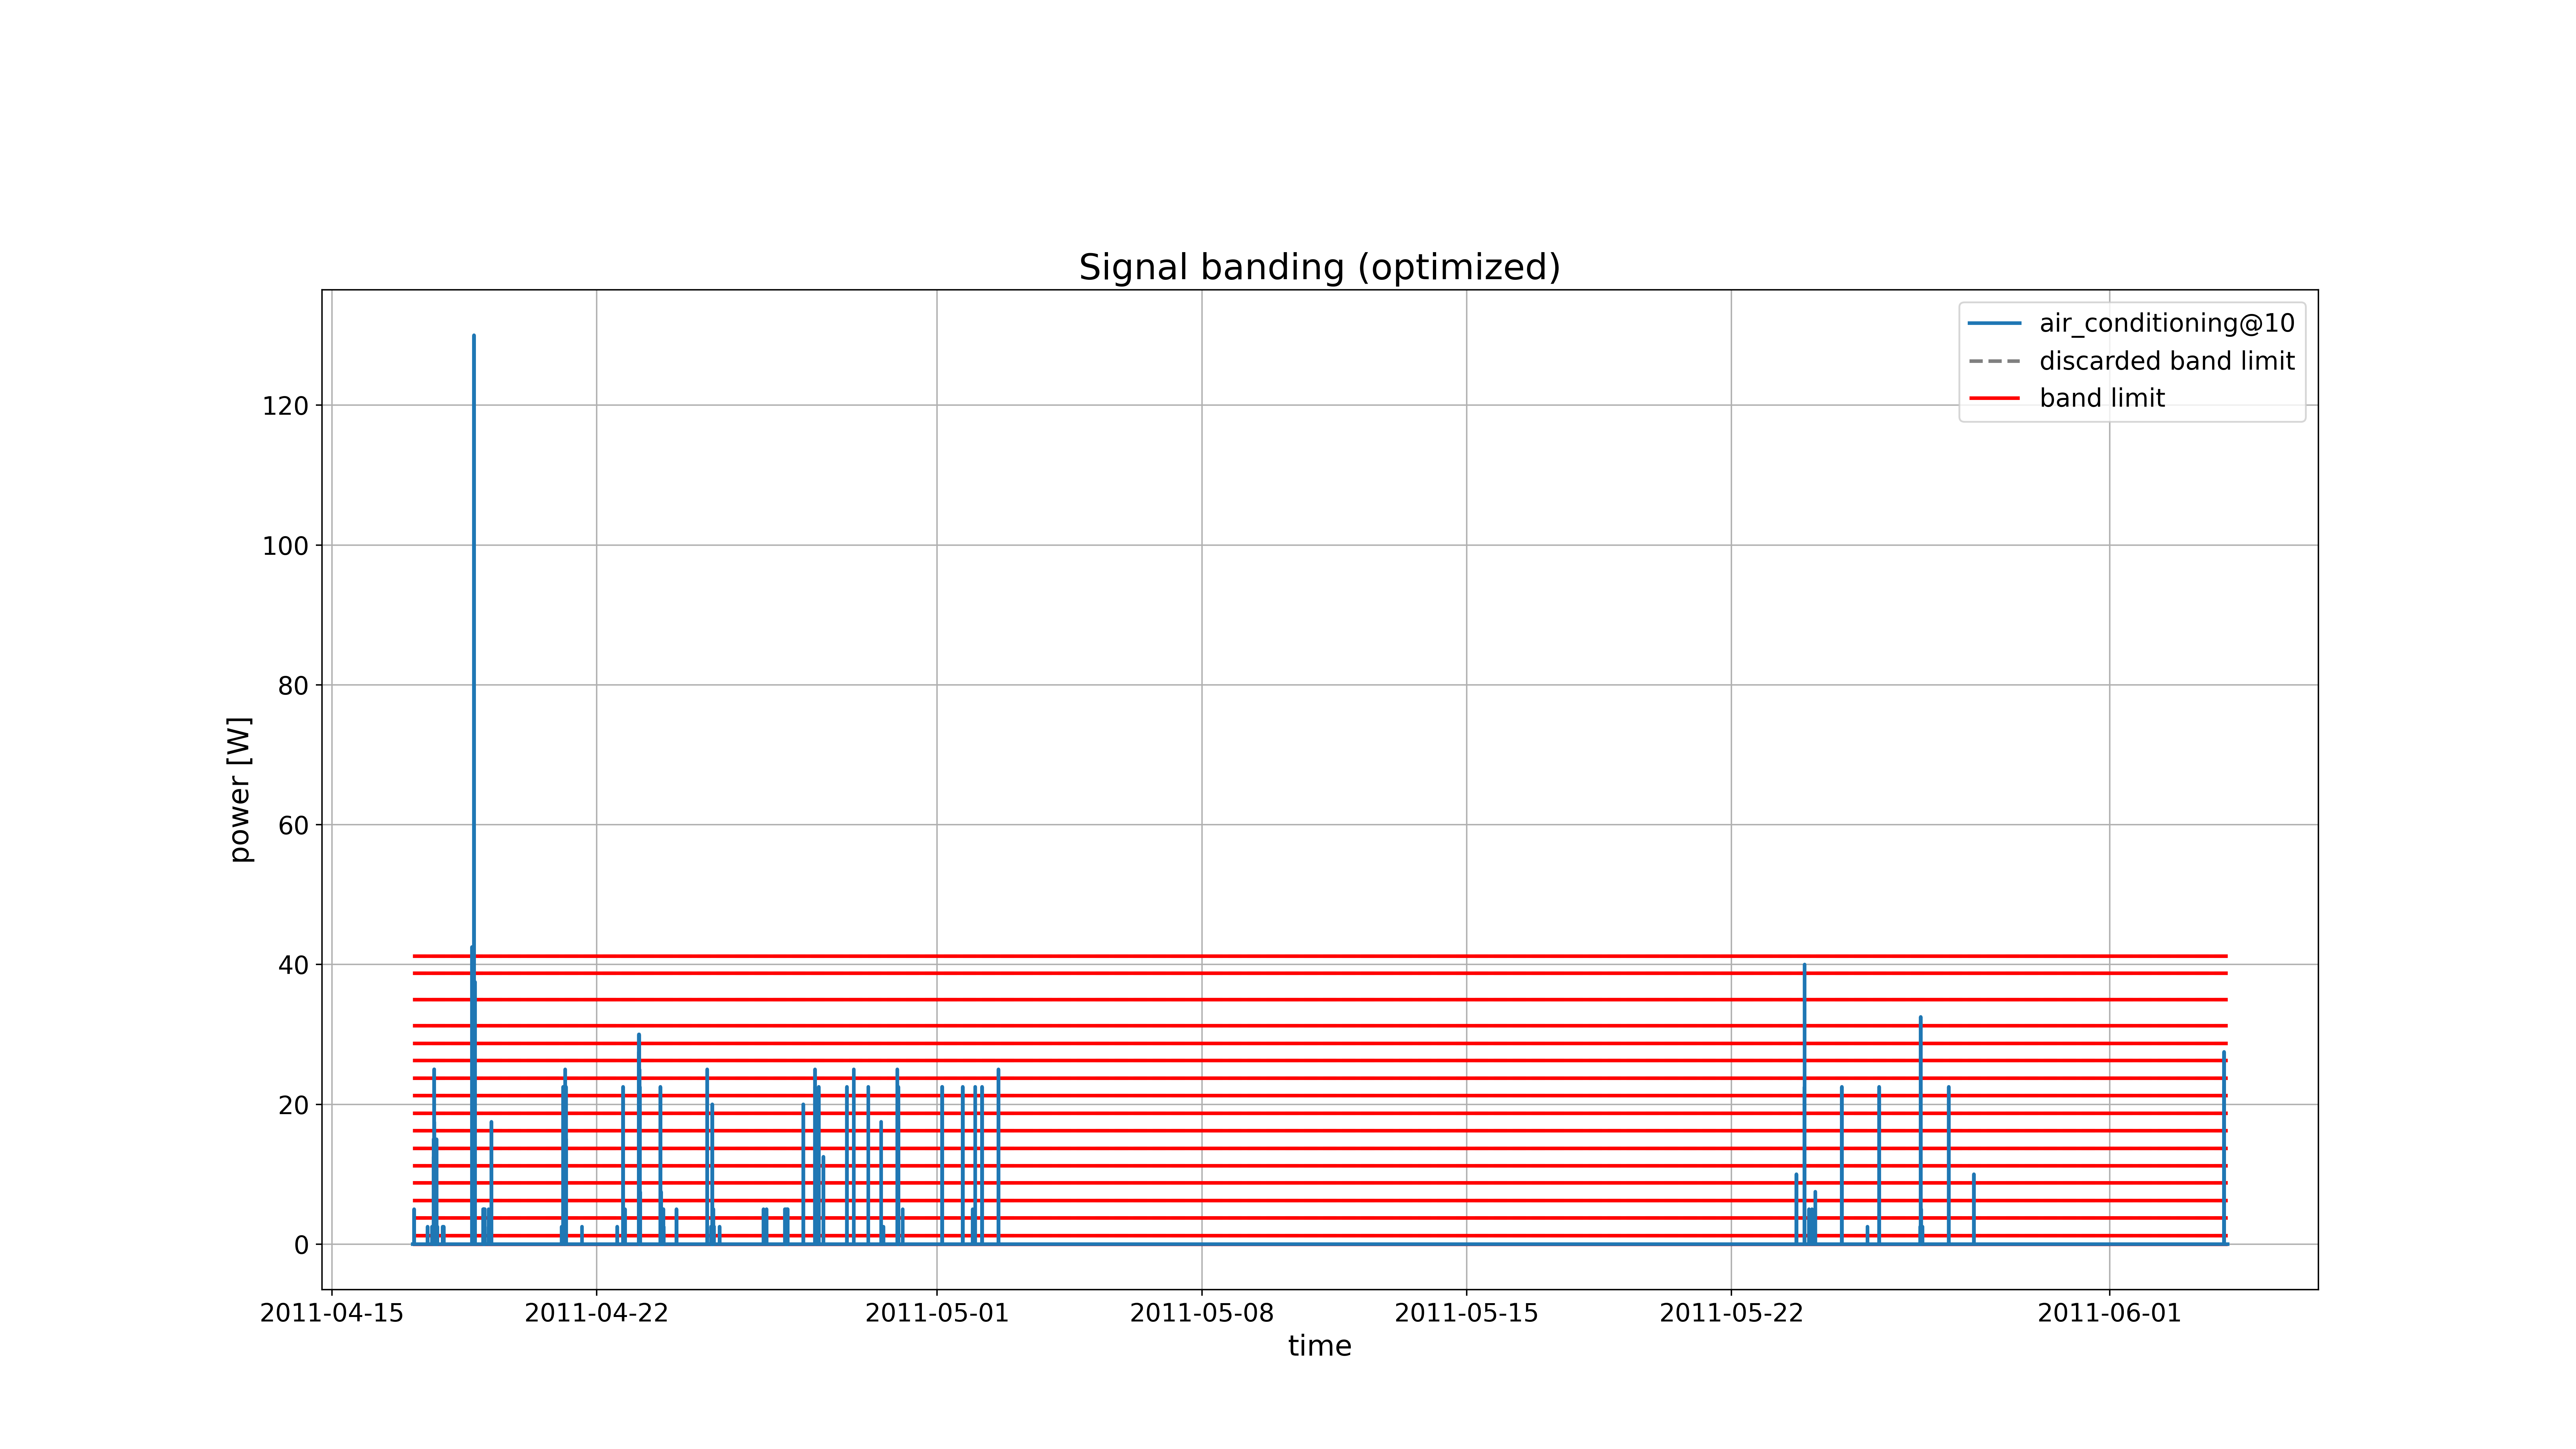 Signal banding (optimized)
air_conditioning@10
discarded band limit
band limit
120
100
80
60
40
20
0
power [W]
2011-04-15
2011-04-22
2011-05-01
2011-05-08
2011-05-15
2011-05-22
2011-06-01
time